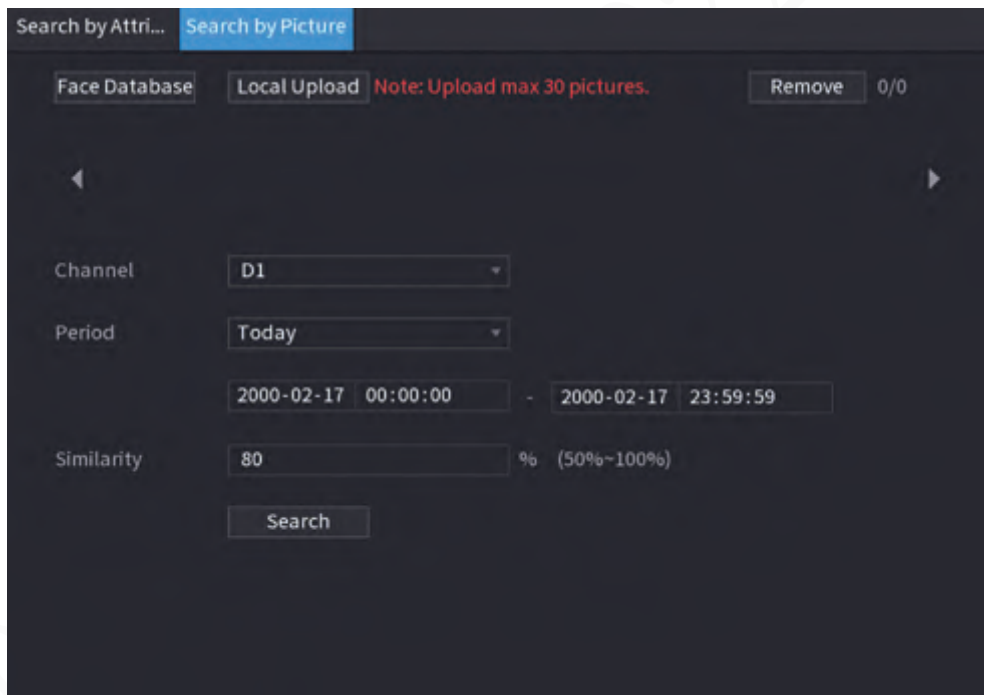 Search by Attri... Search by Picture
Face Database Local Upload Note: Upload max 30 pictures. Remove 0/0
Channel D1
Period Today
2000-02-17 00:00:00 - 2000-02-17 23:59:59
Similarity 80 % (50%~100%)
Search